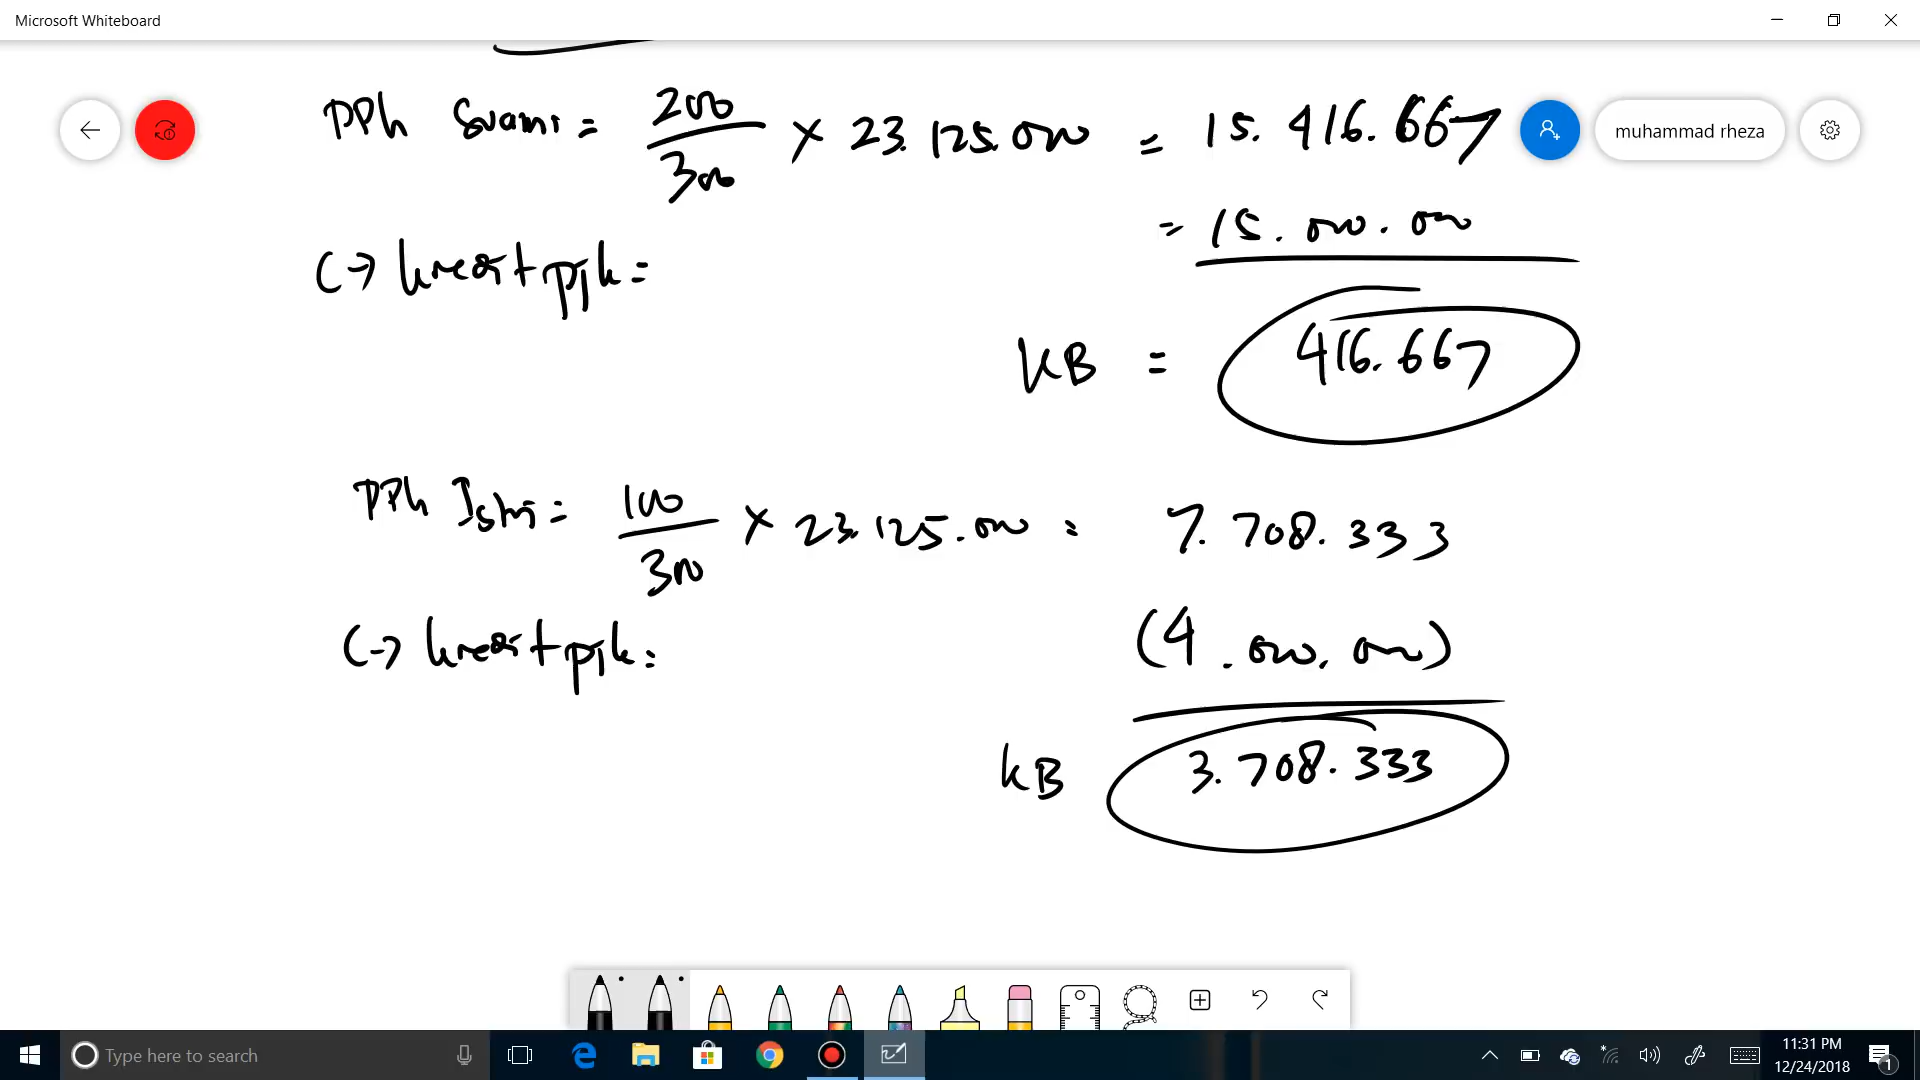 Microsoft Whiteboard
PPh Suami = 200/300 × 23.125.000 = 15.416.667
muhammad rheza
= 15.000.000
(-) kredit pjk =
KB = 416.667
PPh Istri = 100/300 × 23.125.000 = 7.708.333
(-) kredit pjk =
(4.000.000)
KB 3.708.333
Type here to search
11:31 PM
12/24/2018
1